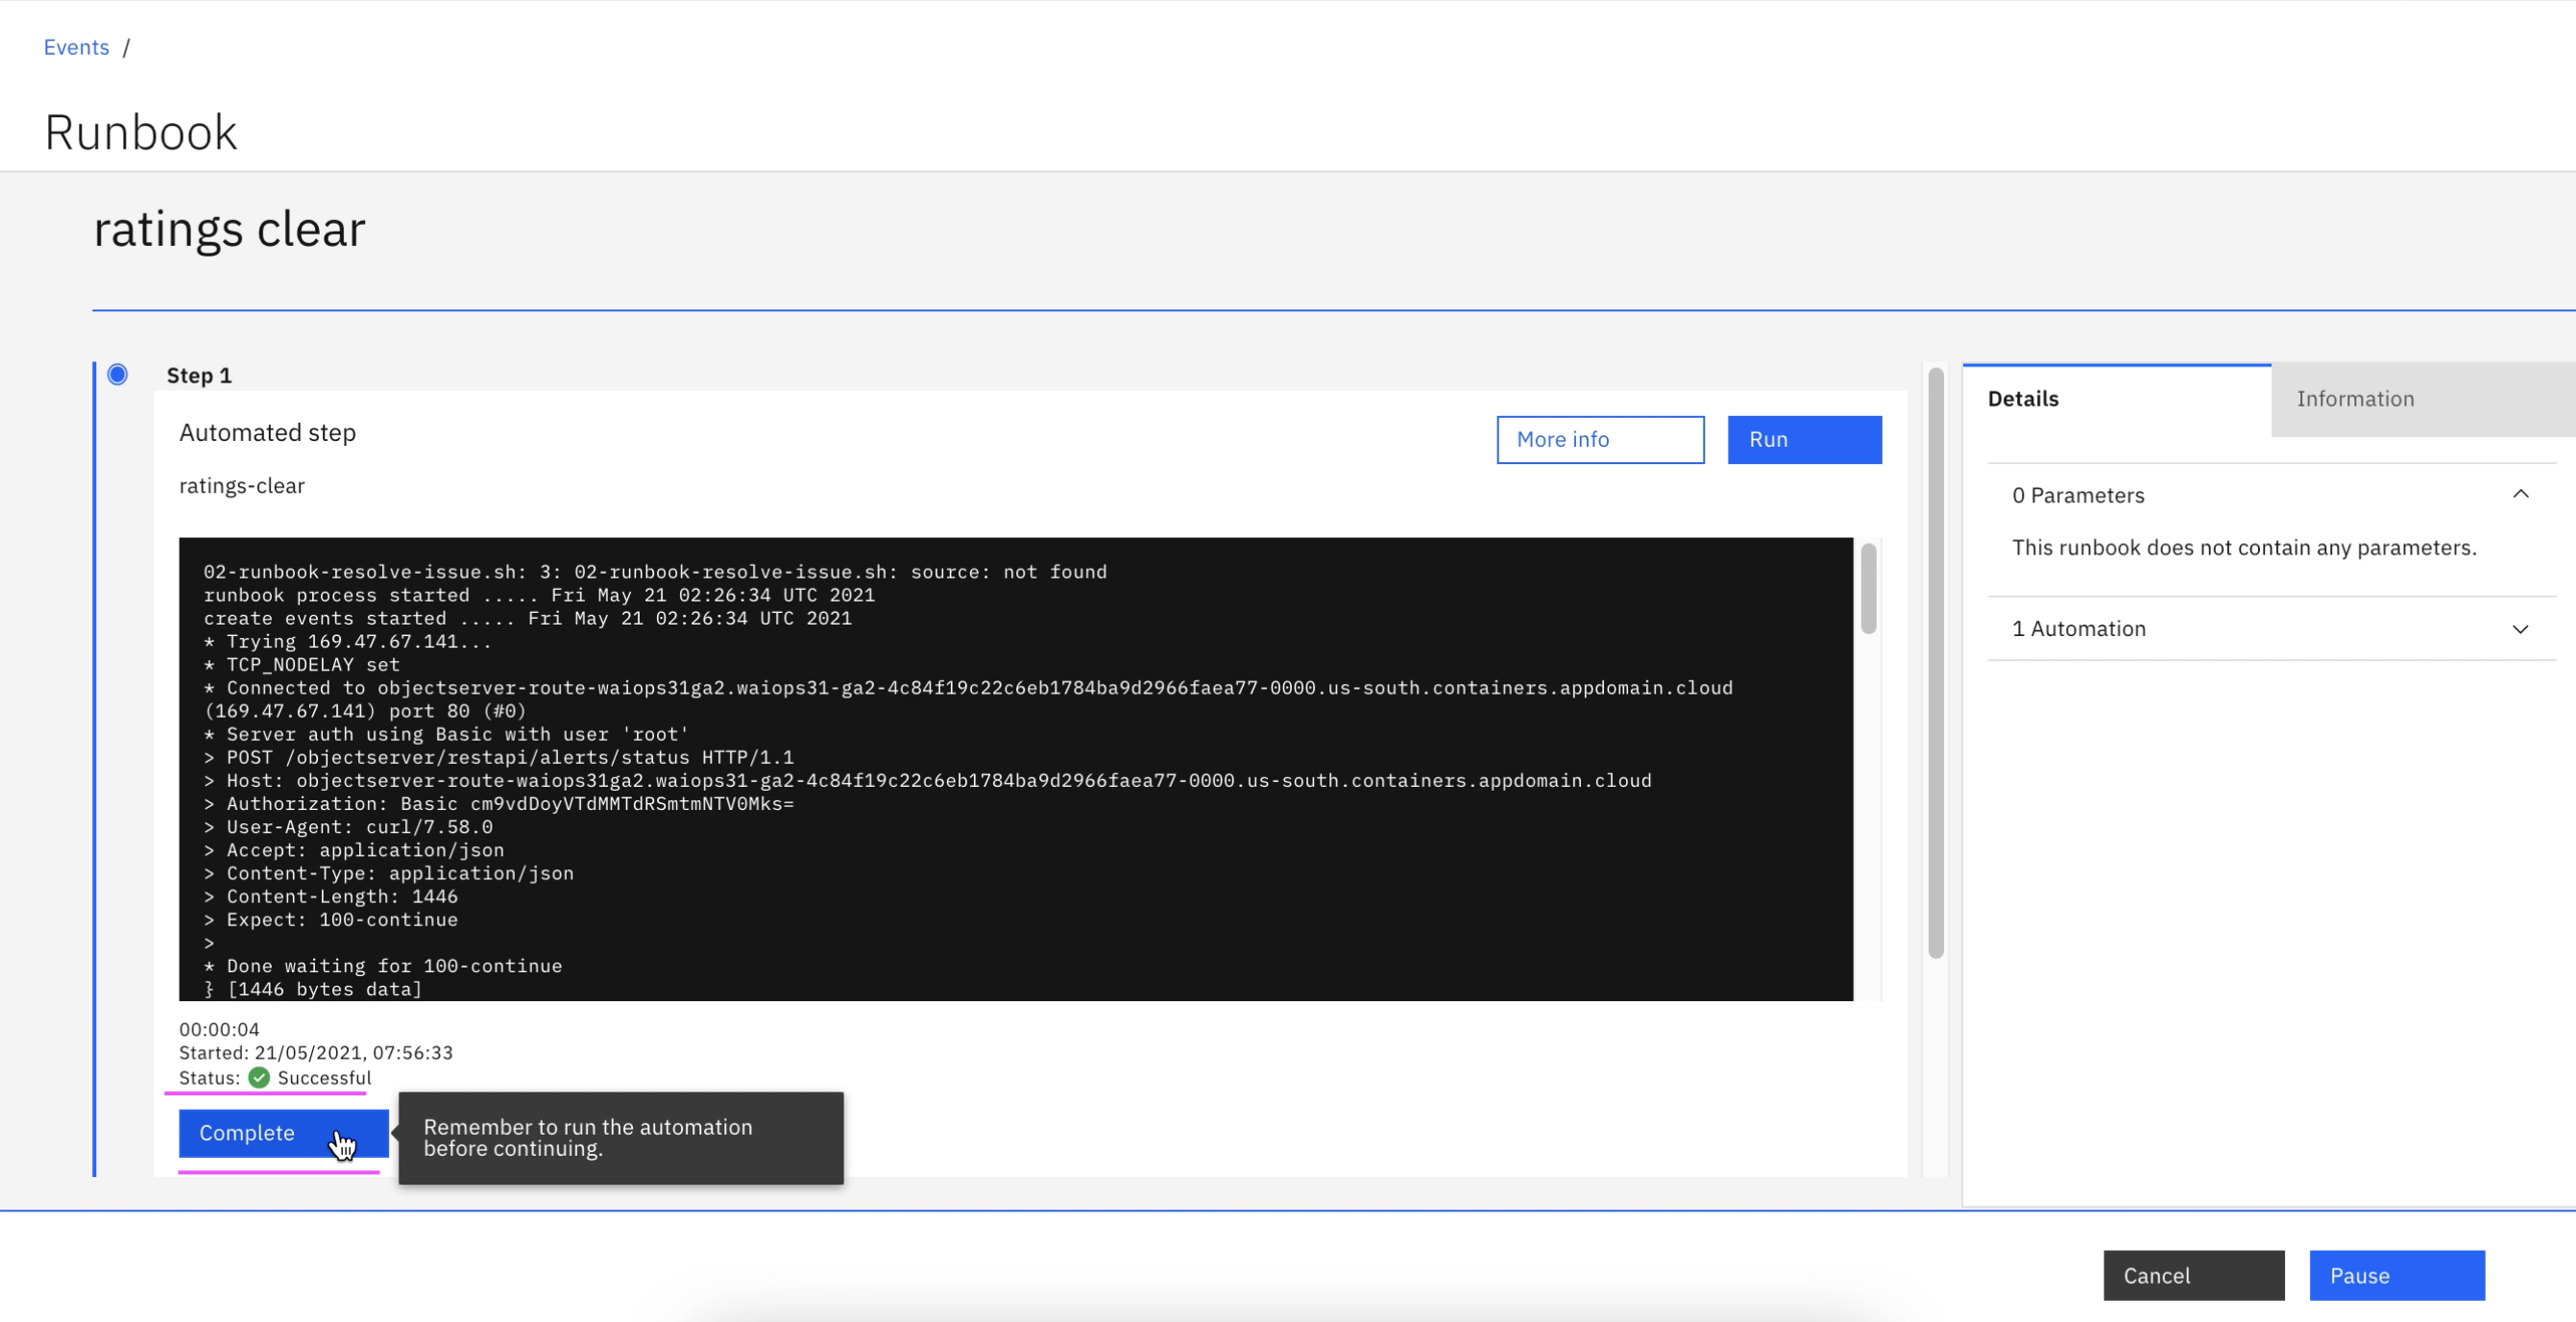 Events /
Runbook
ratings clear
Step 1
Automated step
More info
Run
ratings-clear
02-runbook-resolve-issue.sh: 3: 02-runbook-resolve-issue.sh: source: not found
runbook process started ..... Fri May 21 02:26:34 UTC 2021
create events started ..... Fri May 21 02:26:34 UTC 2021
* Trying 169.47.67.141...
* TCP_NODELAY set
* Connected to objectserver-route-waiops31ga2.waiops31-ga2-4c84f19c22c6eb1784ba9d2966faea77-0000.us-south.containers.appdomain.cloud
(169.47.67.141) port 80 (#0)
* Server auth using Basic with user 'root'
> POST /objectserver/restapi/alerts/status HTTP/1.1
> Host: objectserver-route-waiops31ga2.waiops31-ga2-4c84f19c22c6eb1784ba9d2966faea77-0000.us-south.containers.appdomain.cloud
> Authorization: Basic cm9vdDoyVTdMMTdRSmtmNTV0Mks=
> User-Agent: curl/7.58.0
> Accept: application/json
> Content-Type: application/json
> Content-Length: 1446
> Expect: 100-continue
>
* Done waiting for 100-continue
} [1446 bytes data]
00:00:04
Started: 21/05/2021, 07:56:33
Status: Successful
Complete
Remember to run the automation
before continuing.
Details
Information
0 Parameters
This runbook does not contain any parameters.
1 Automation
Cancel
Pause